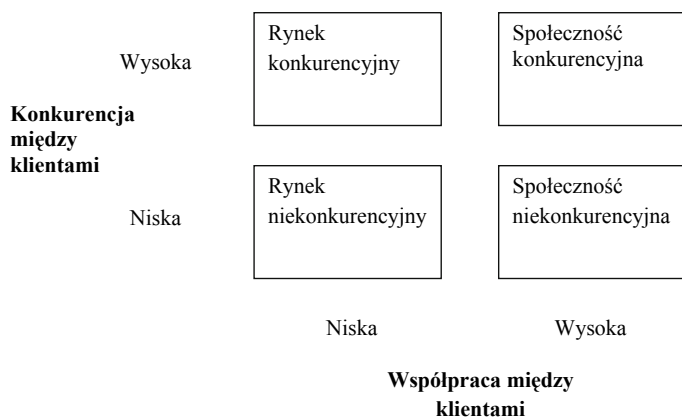 Rynek
konkurencyjny
Społeczność
konkurencyjna
Wysoka
Konkurencja
między
klientami
Rynek
niekonkurencyjny
Społeczność
niekonkurencyjna
Niska
Niska
Wysoka
Współpraca między
klientami